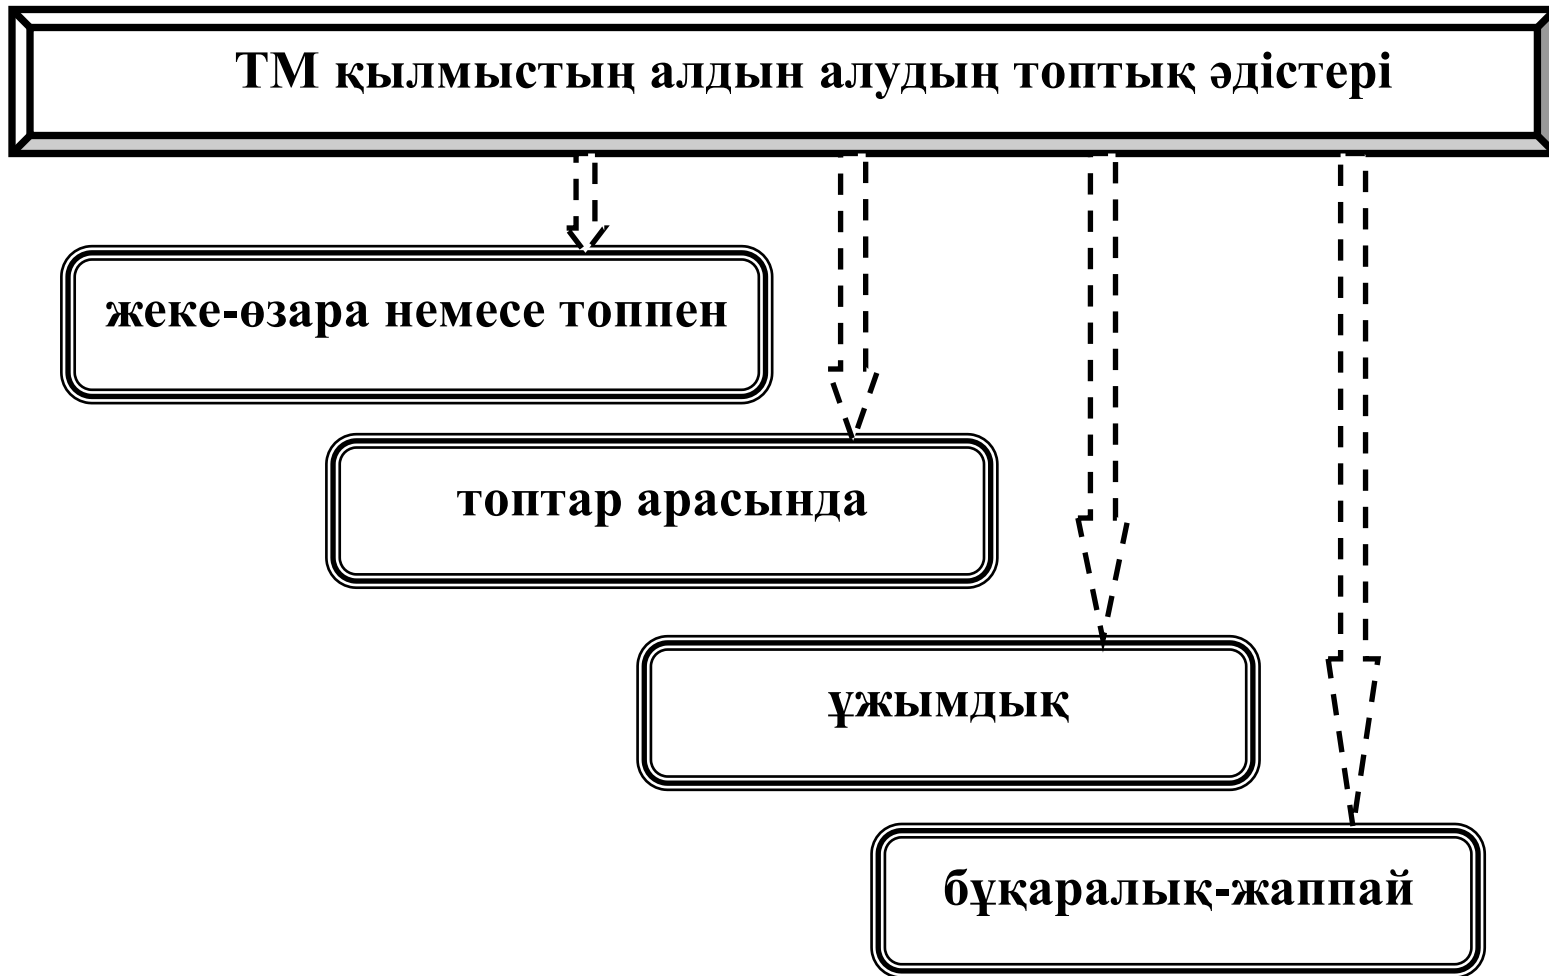 ТМ қылмыстың алдын алудың топтық әдістері
жеке-өзара немесе топпен
топтар арасында
ұжымдық
бұқаралық-жаппай